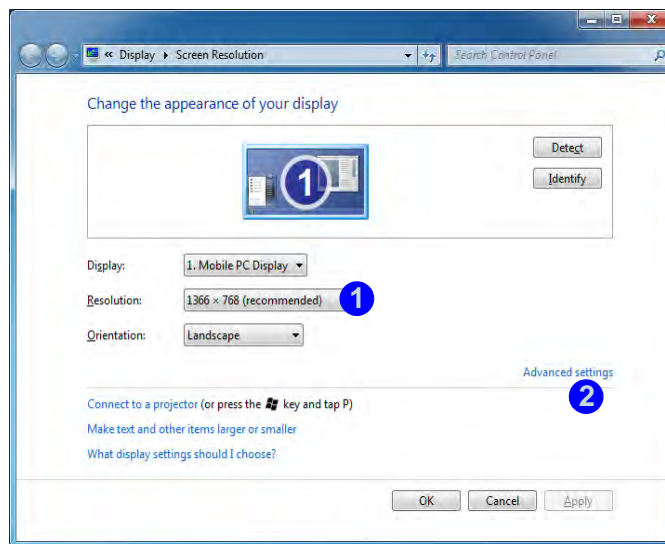 « Display ▸ Screen Resolution
Search Control Panel
Change the appearance of your display
1
Detect
Identify
Display: 1. Mobile PC Display
Resolution: 1366 × 768 (recommended) 1
Orientation: Landscape
Advanced settings
2
Connect to a projector (or press the key and tap P)
Make text and other items larger or smaller
What display settings should I choose?
OK Cancel Apply